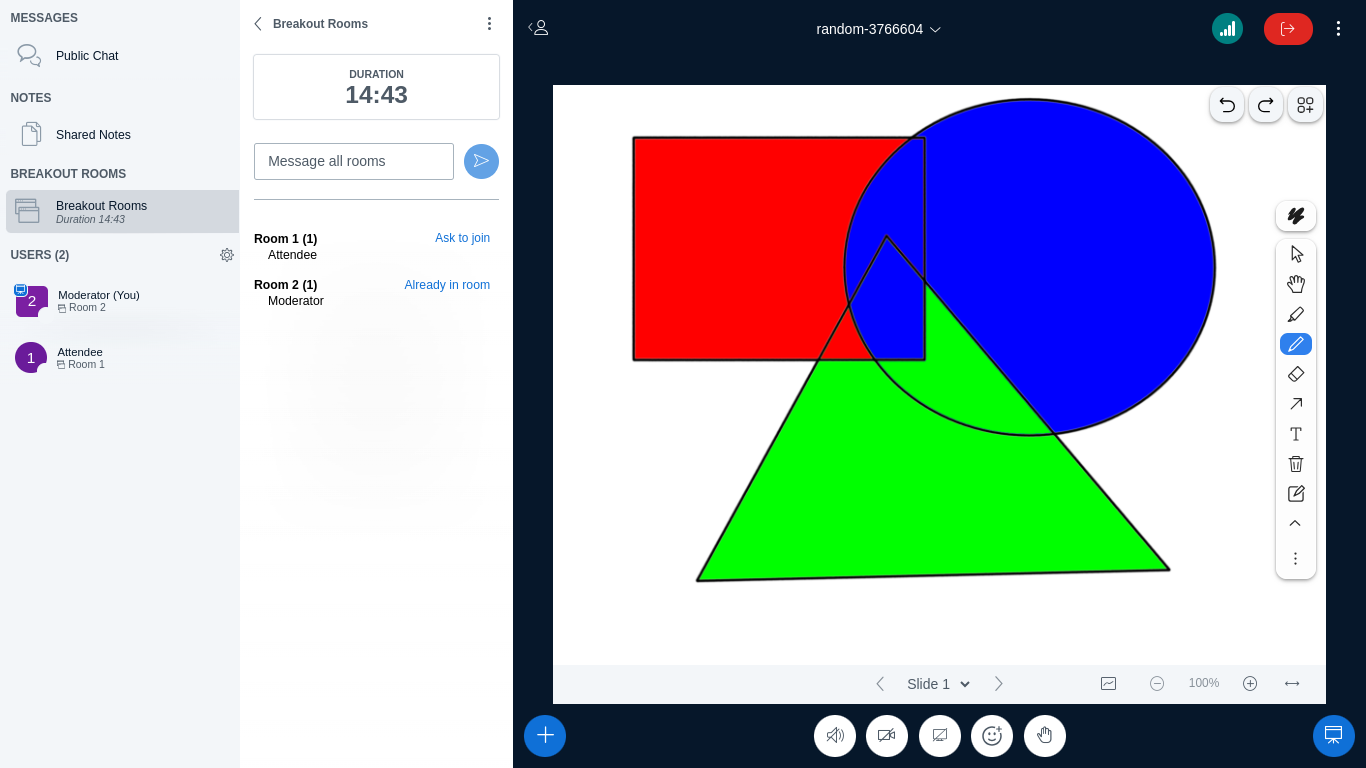 MESSAGES
Public Chat
NOTES
Shared Notes
BREAKOUT ROOMS
Breakout Rooms
Duration 14:43
USERS (2)
2
Moderator (You)
Room 2
1
Attendee
Room 1
Breakout Rooms
DURATION
14:43
Message all rooms
Room 1 (1)
Ask to join
Attendee
Room 2 (1)
Already in room
Moderator
random-3766604
T
Slide 1
100%